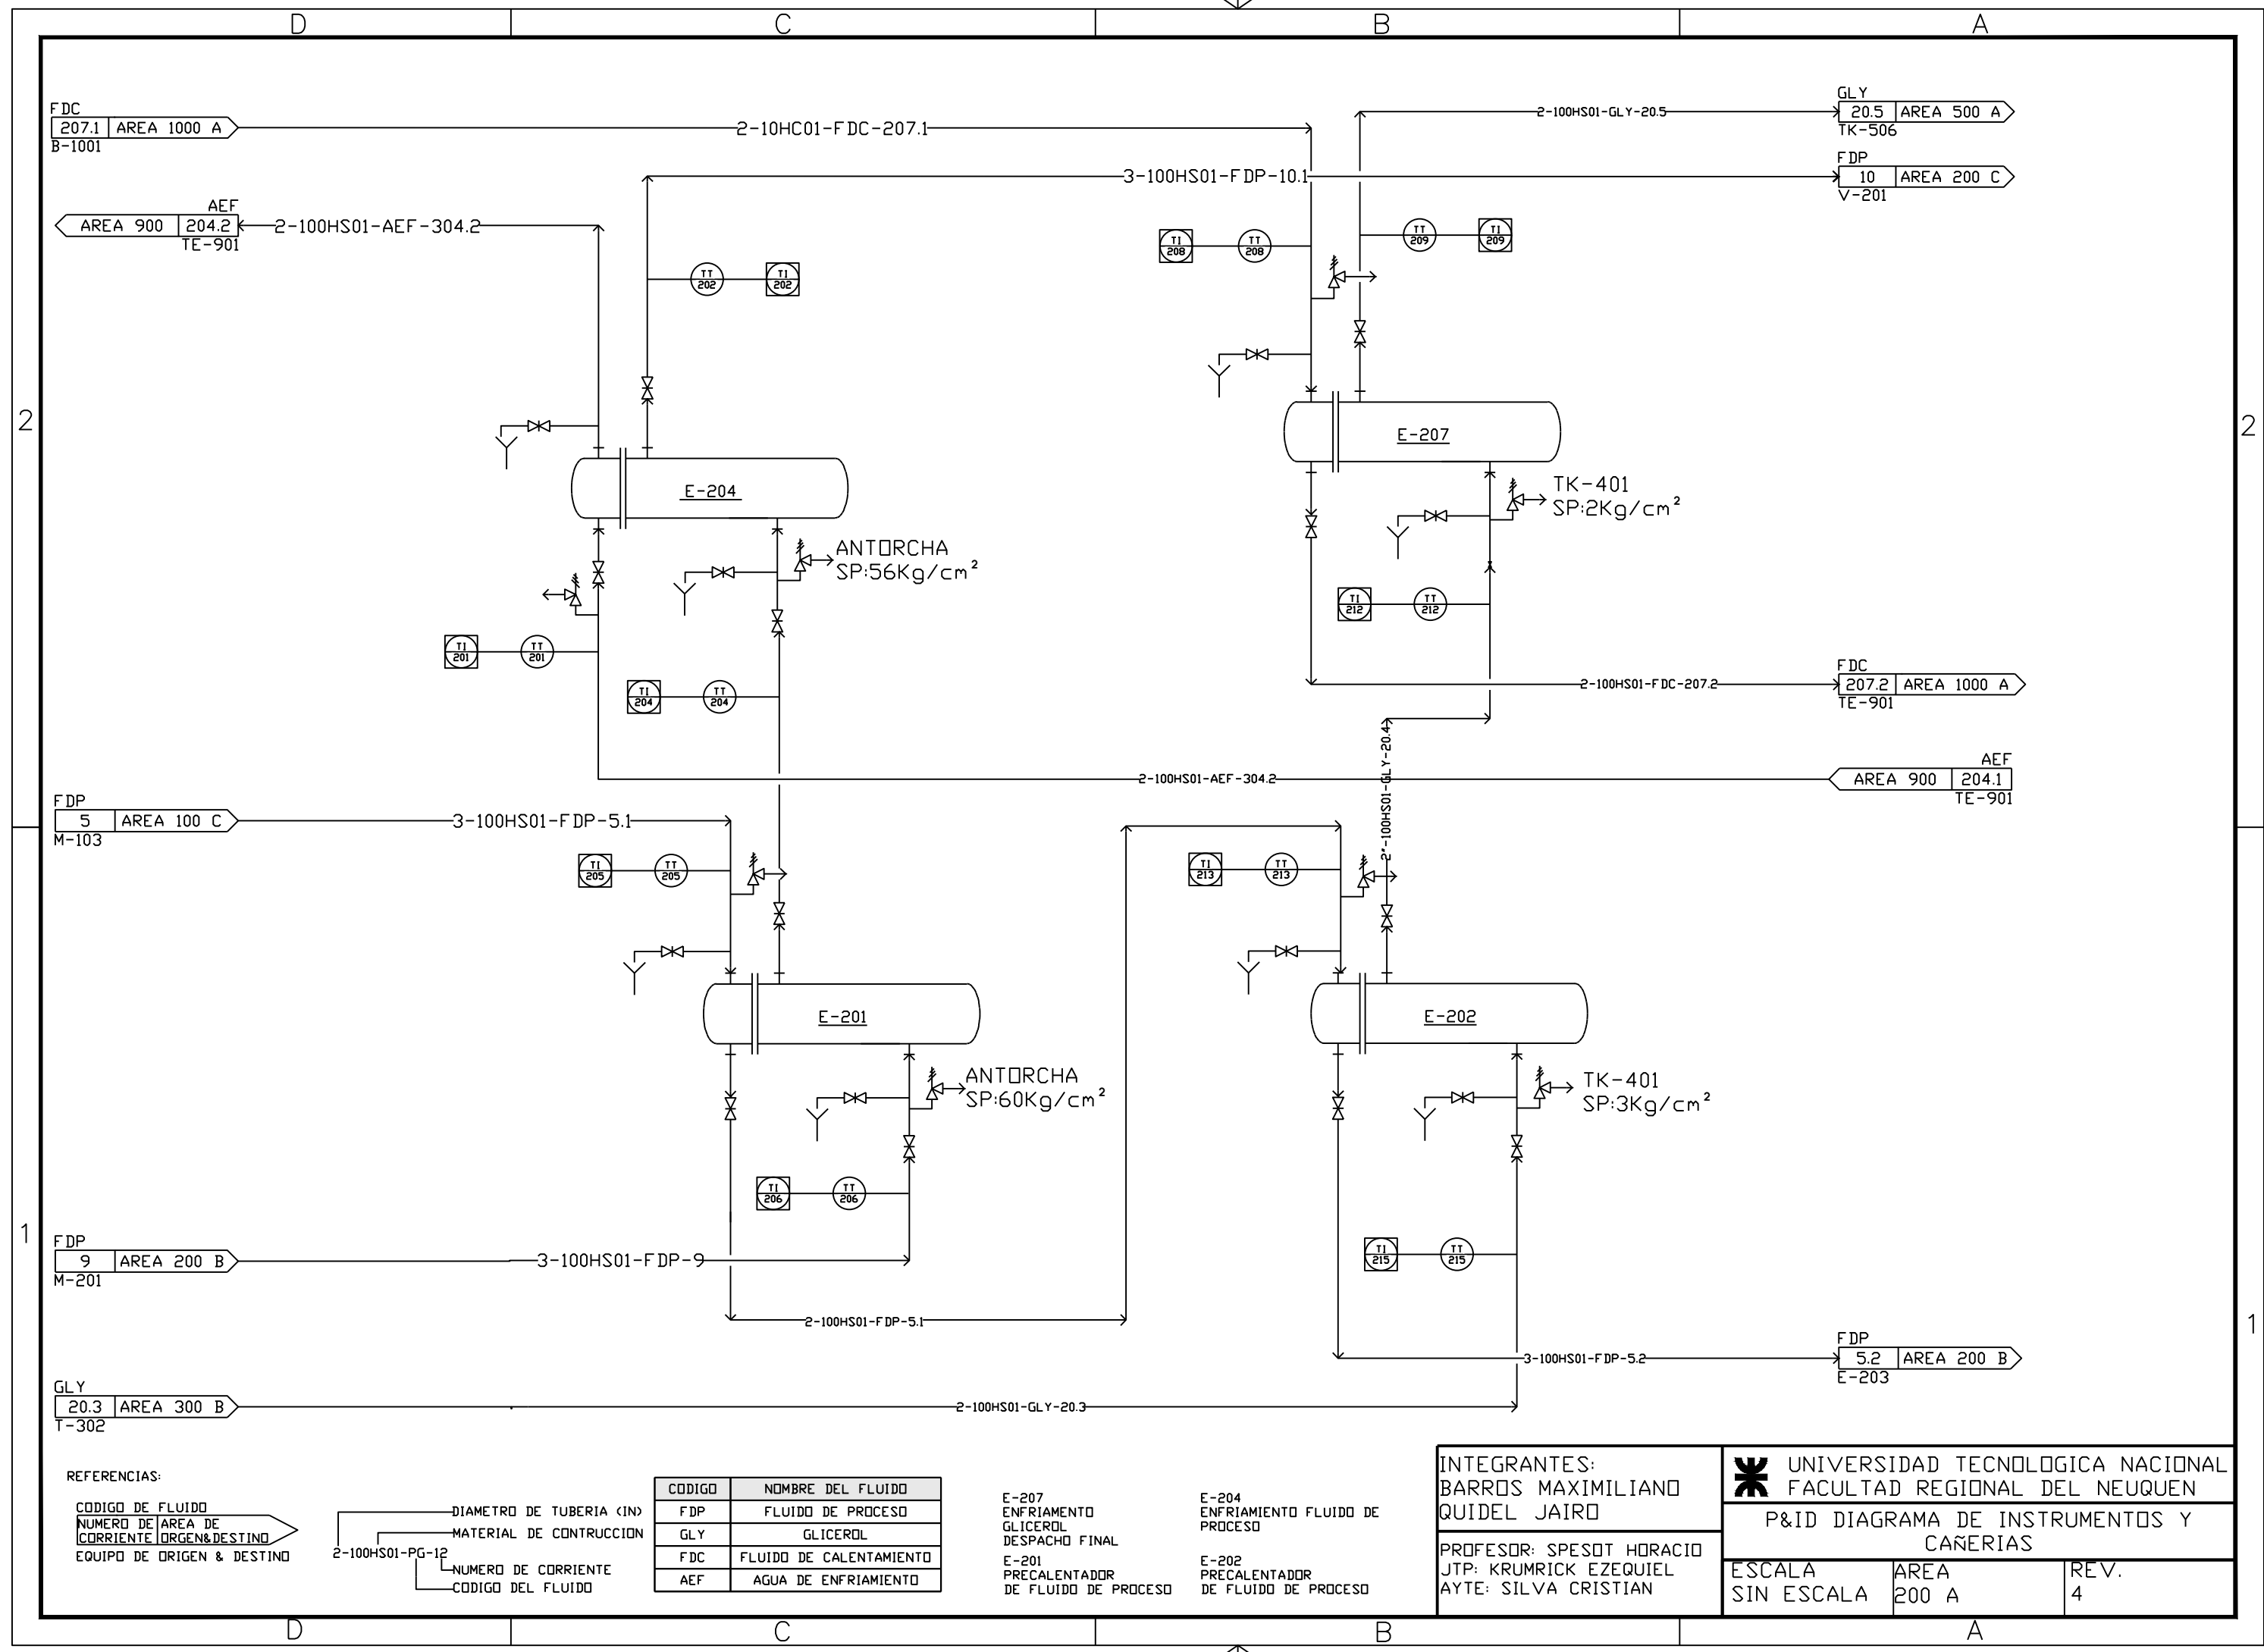 D C B A
FDC
207.1 AREA 1000 A
B-1001
2-10HC01-FDC-207.1
2-100HS01-GLY-20.5
GLY
20.5 AREA 500 A
TK-506
3-100HS01-FDP-10.1
FDP
10 AREA 200 C
V-201
AEF
AREA 900 204.2
TE-901
2-100HS01-AEF-304.2
TT 202
TI 202
TI 208
TT 208
TT 209
TI 209
2
2
E-204
E-207
ANTORCHA
SP:56Kg/cm²
TK-401
SP:2Kg/cm²
TI 201
TT 201
TI 204
TT 204
TI 212
TT 212
2-100HS01-FDC-207.2
FDC
207.2 AREA 1000 A
TE-901
2"-100HS01-GLY-20.4
2-100HS01-AEF-304.2
AEF
AREA 900 204.1
TE-901
FDP
5 AREA 100 C
M-103
3-100HS01-FDP-5.1
TI 205
TT 205
TI 213
TT 213
E-201
E-202
ANTORCHA
SP:60Kg/cm²
TK-401
SP:3Kg/cm²
TI 206
TT 206
TI 215
TT 215
1
1
FDP
9 AREA 200 B
M-201
3-100HS01-FDP-9
2-100HS01-FDP-5.1
3-100HS01-FDP-5.2
FDP
5.2 AREA 200 B
E-203
GLY
20.3 AREA 300 B
T-302
2-100HS01-GLY-20.3
REFERENCIAS:
CODIGO DE FLUIDO
NUMERO DE AREA DE
CORRIENTE ORGEN&DESTINO
EQUIPO DE ORIGEN & DESTINO
DIAMETRO DE TUBERIA (IN)
MATERIAL DE CONTRUCCION
2-100HS01-PG-12
NUMERO DE CORRIENTE
CODIGO DEL FLUIDO
CODIGO NOMBRE DEL FLUIDO
FDP FLUIDO DE PROCESO
GLY GLICEROL
FDC FLUIDO DE CALENTAMIENTO
AEF AGUA DE ENFRIAMIENTO
E-207
ENFRIAMENTO
GLICEROL
DESPACHO FINAL
E-201
PRECALENTADOR
DE FLUIDO DE PROCESO
E-204
ENFRIAMIENTO FLUIDO DE
PROCESO
E-202
PRECALENTADOR
DE FLUIDO DE PROCESO
INTEGRANTES:
BARROS MAXIMILIANO
QUIDEL JAIRO
PROFESOR: SPESOT HORACIO
JTP: KRUMRICK EZEQUIEL
AYTE: SILVA CRISTIAN
UNIVERSIDAD TECNOLOGICA NACIONAL
FACULTAD REGIONAL DEL NEUQUEN
P&ID DIAGRAMA DE INSTRUMENTOS Y
CAÑERIAS
ESCALA
SIN ESCALA
AREA
200 A
REV.
4
D C B A